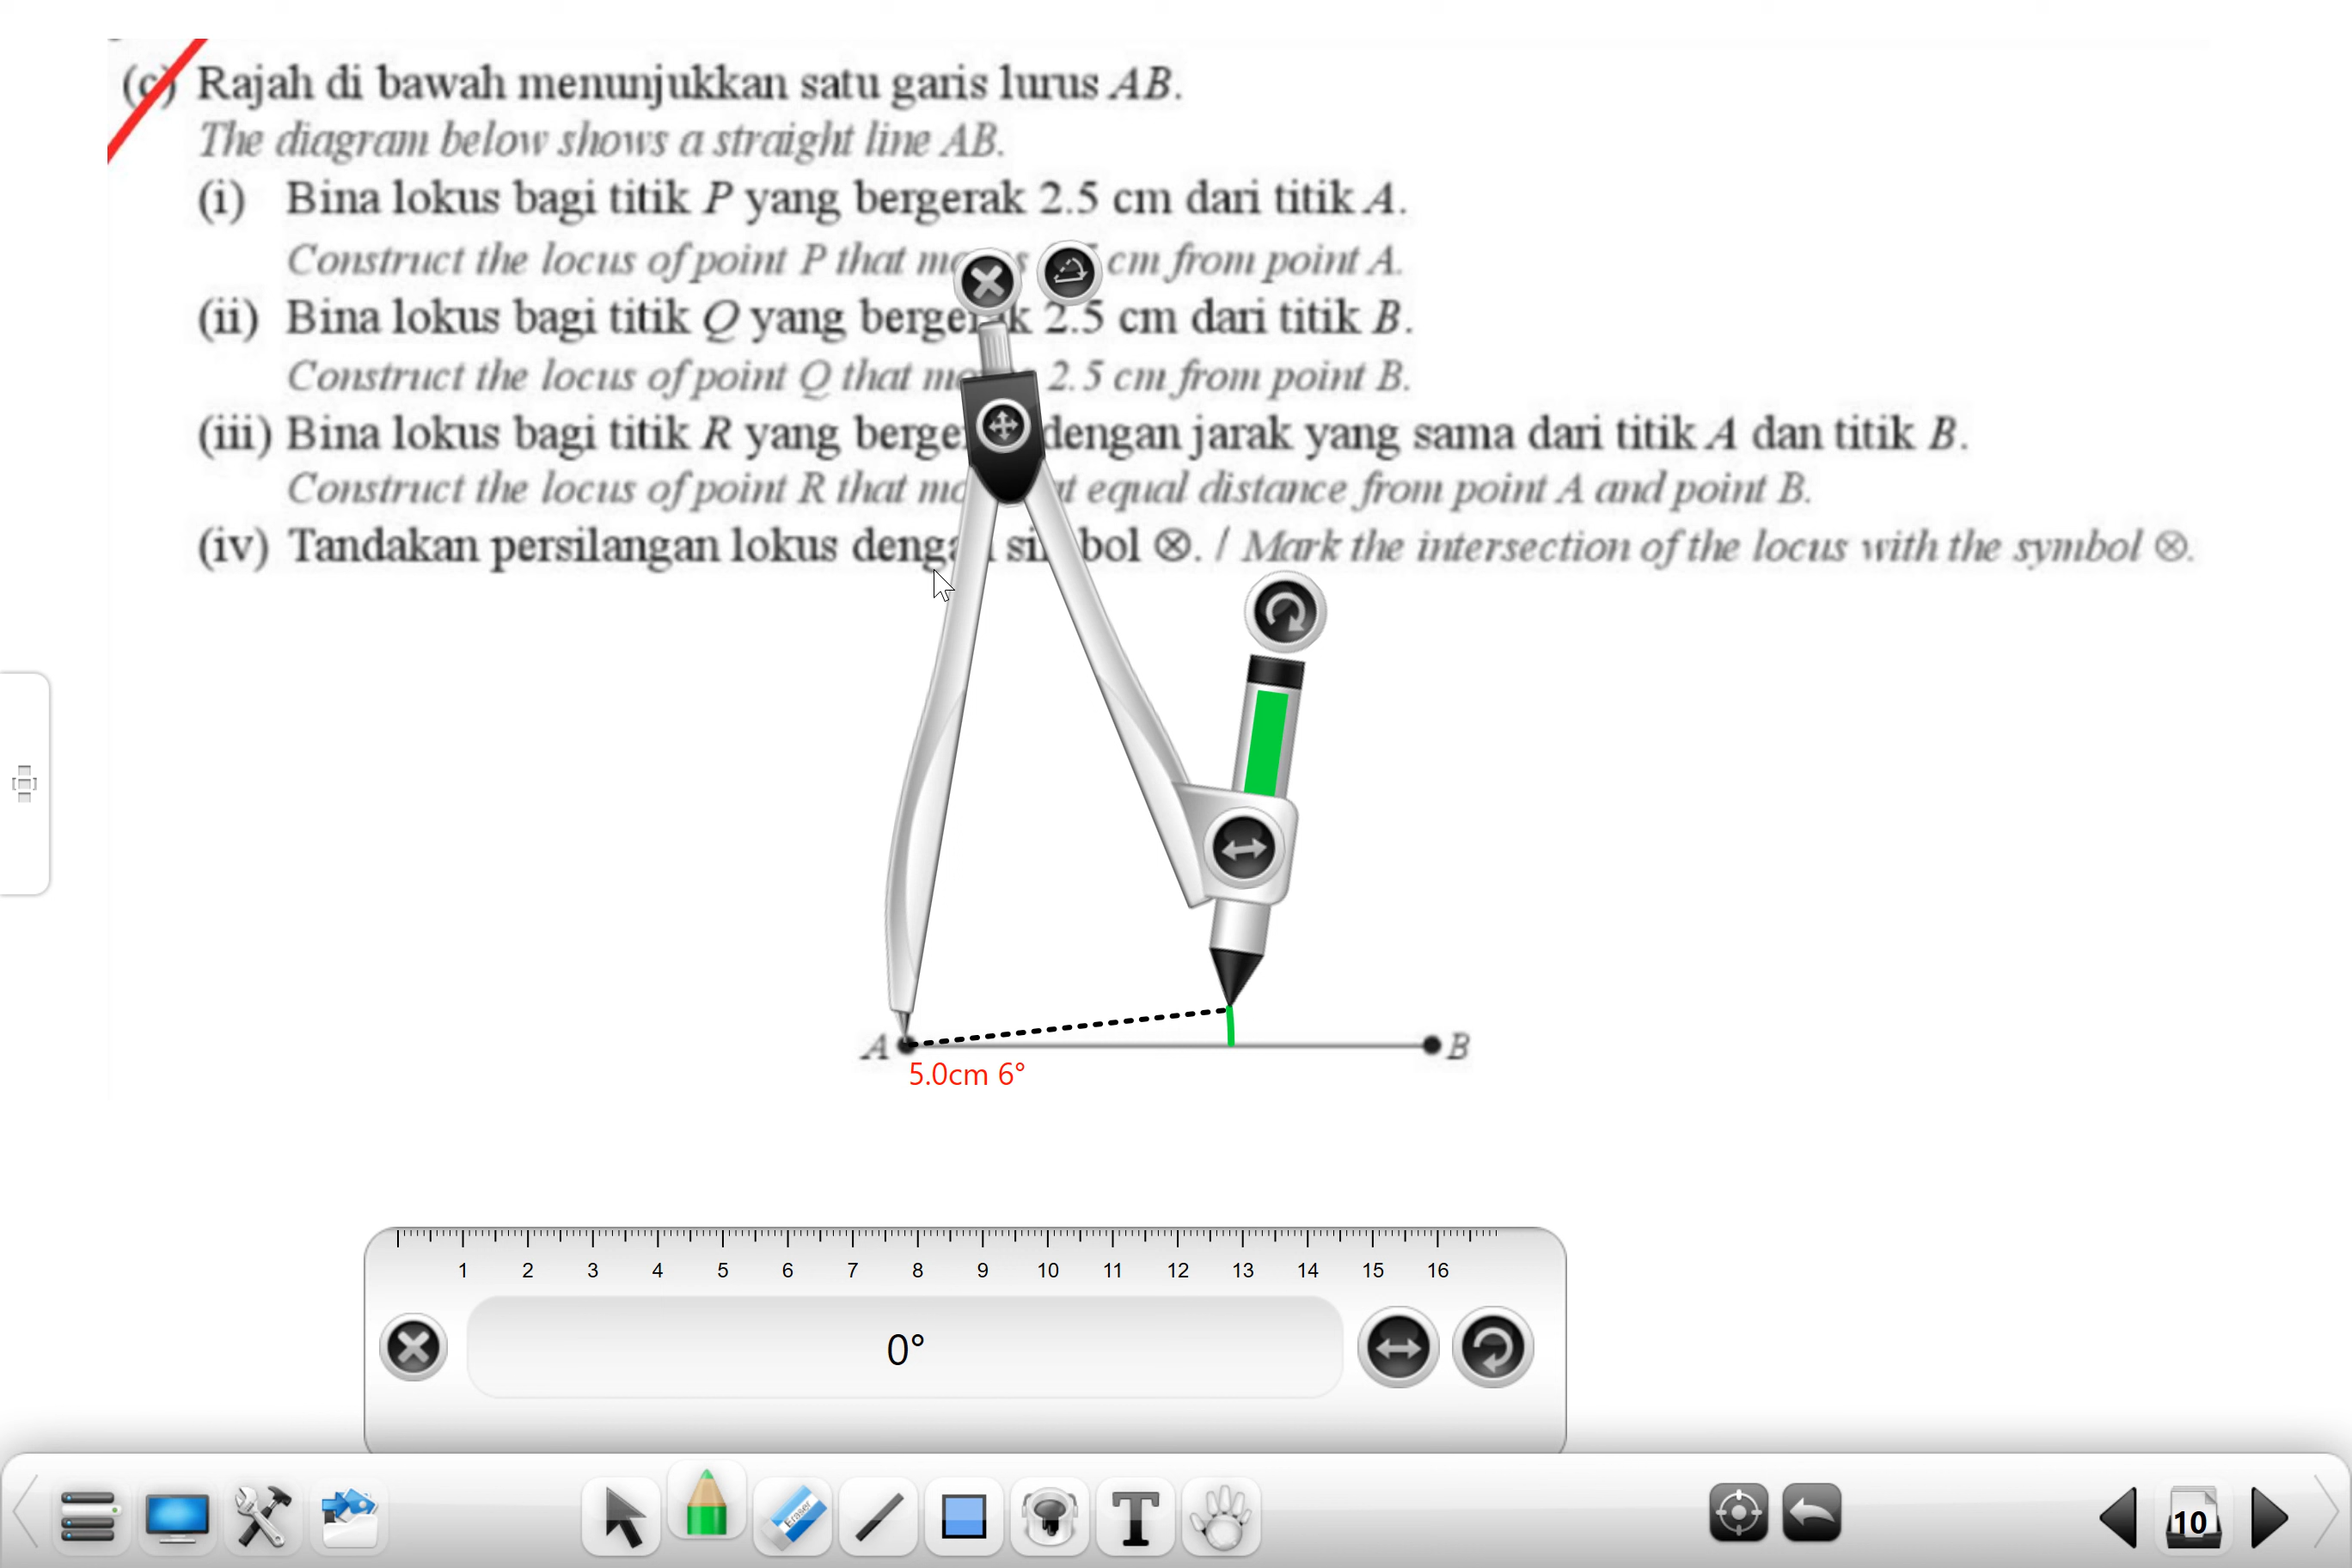 (c) Rajah di bawah menunjukkan satu garis lurus AB.
The diagram below shows a straight line AB.
(i) Bina lokus bagi titik P yang bergerak 2.5 cm dari titik A.
Construct the locus of point P that cm from point A.
(ii) Bina lokus bagi titik Q yang 2.5 cm dari titik B.
Construct the locus of point Q that 2.5 cm from point B.
(iii) Bina lokus bagi titik R yang dengan jarak yang sama dari titik A dan titik B.
Construct the locus of point R that equal distance from point A and point B.
(iv) Tandakan persilangan lokus ⊗. / Mark the intersection of the locus with the symbol ⊗.
A B
5.0cm 6°
1 2 3 4 5 6 7 8 9 10 11 12 13 14 15 16
0°
Eraser
T
10